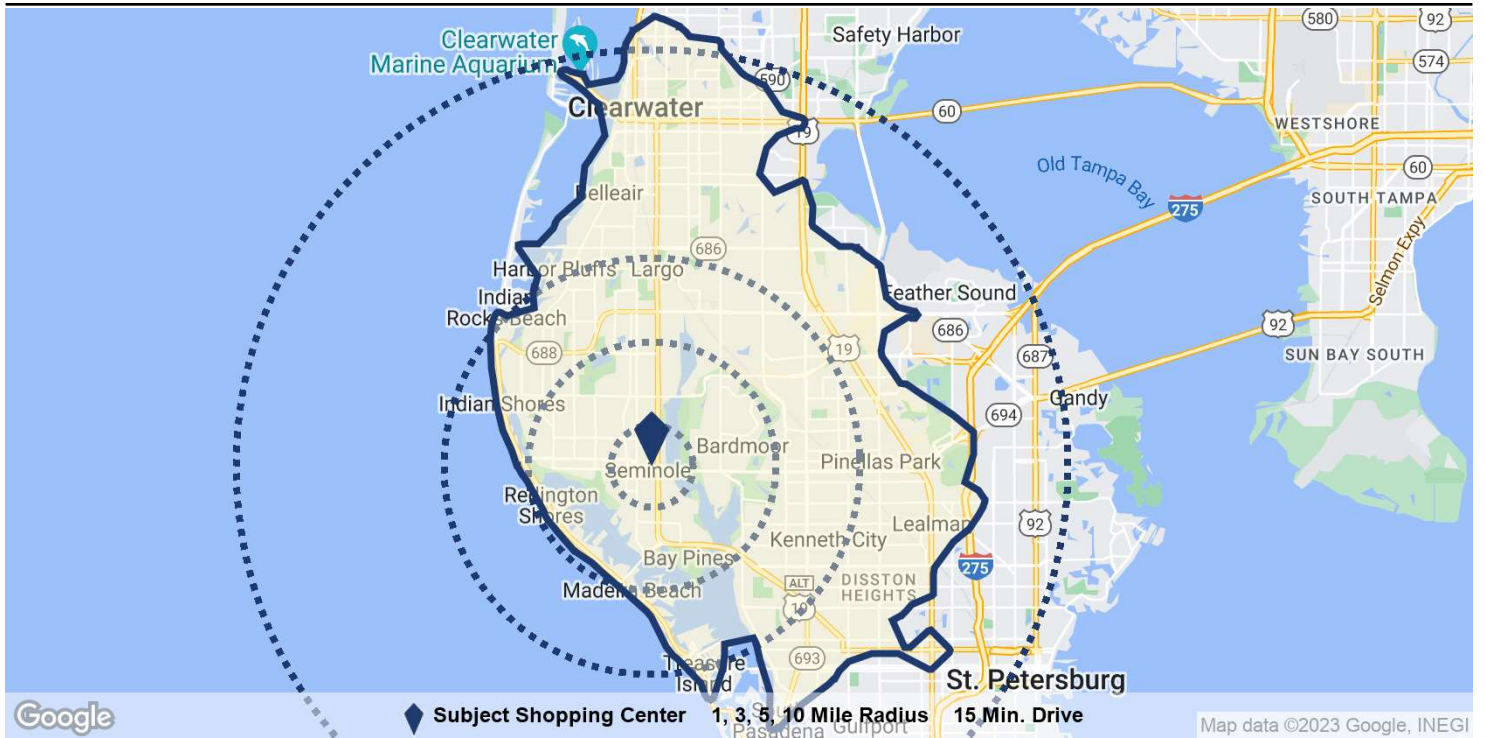 580
92
Safety Harbor
Clearwater
Marine Aquarium
574
590
Clearwater
60
19
WESTSHORE
Old Tampa
Bay
60
Belleair
275
SOUTH TAMPA
686
Harbor Bluffs
Largo
Selmon Expy
Indian
Rocks Beach
Feather Sound
686
92
688
19
687
SUN BAY SOUTH
Indian Shores
Gandy
694
Bardmoor
Seminole
Pinellas Park
Redington
Shores
Lealman
92
Kenneth City
Bay Pines
275
ALT
19
DISSTON
HEIGHTS
Madeira Beach
Treasure
Island
693
St. Petersburg
Google
Subject Shopping Center 1, 3, 5, 10 Mile Radius 15 Min. Drive
South
Pasadena
Gulfport
Map data ©2023 Google, INEGI